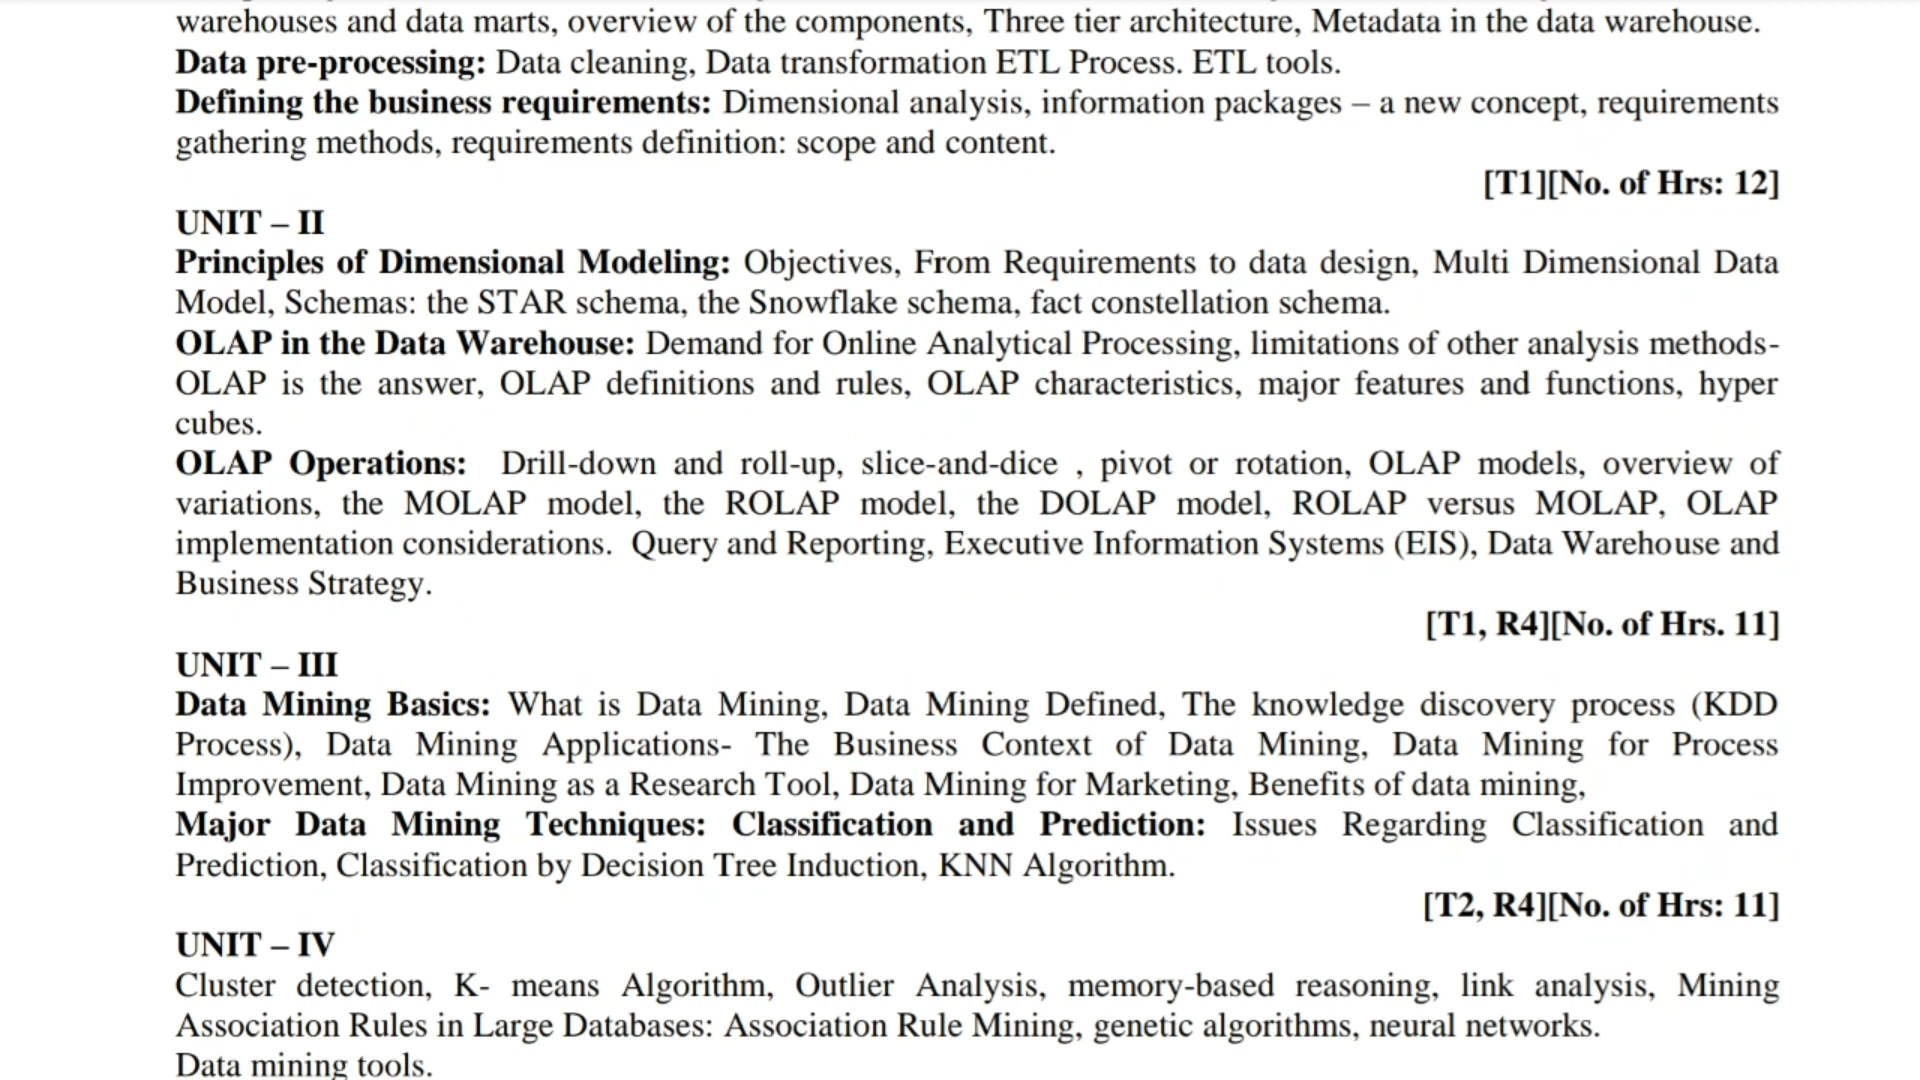 warehouses and data marts, overview of the components, Three tier architecture, Metadata in the data warehouse.
Data pre-processing: Data cleaning, Data transformation ETL Process. ETL tools.
Defining the business requirements: Dimensional analysis, information packages – a new concept, requirements
gathering methods, requirements definition: scope and content.
[T1][No. of Hrs: 12]
UNIT – II
Principles of Dimensional Modeling: Objectives, From Requirements to data design, Multi Dimensional Data
Model, Schemas: the STAR schema, the Snowflake schema, fact constellation schema.
OLAP in the Data Warehouse: Demand for Online Analytical Processing, limitations of other analysis methods-
OLAP is the answer, OLAP definitions and rules, OLAP characteristics, major features and functions, hyper
cubes.
OLAP Operations: Drill-down and roll-up, slice-and-dice , pivot or rotation, OLAP models, overview of
variations, the MOLAP model, the ROLAP model, the DOLAP model, ROLAP versus MOLAP, OLAP
implementation considerations. Query and Reporting, Executive Information Systems (EIS), Data Warehouse and
Business Strategy.
[T1, R4][No. of Hrs. 11]
UNIT – III
Data Mining Basics: What is Data Mining, Data Mining Defined, The knowledge discovery process (KDD
Process), Data Mining Applications- The Business Context of Data Mining, Data Mining for Process
Improvement, Data Mining as a Research Tool, Data Mining for Marketing, Benefits of data mining,
Major Data Mining Techniques: Classification and Prediction: Issues Regarding Classification and
Prediction, Classification by Decision Tree Induction, KNN Algorithm.
[T2, R4][No. of Hrs: 11]
UNIT – IV
Cluster detection, K- means Algorithm, Outlier Analysis, memory-based reasoning, link analysis, Mining
Association Rules in Large Databases: Association Rule Mining, genetic algorithms, neural networks.
Data mining tools.